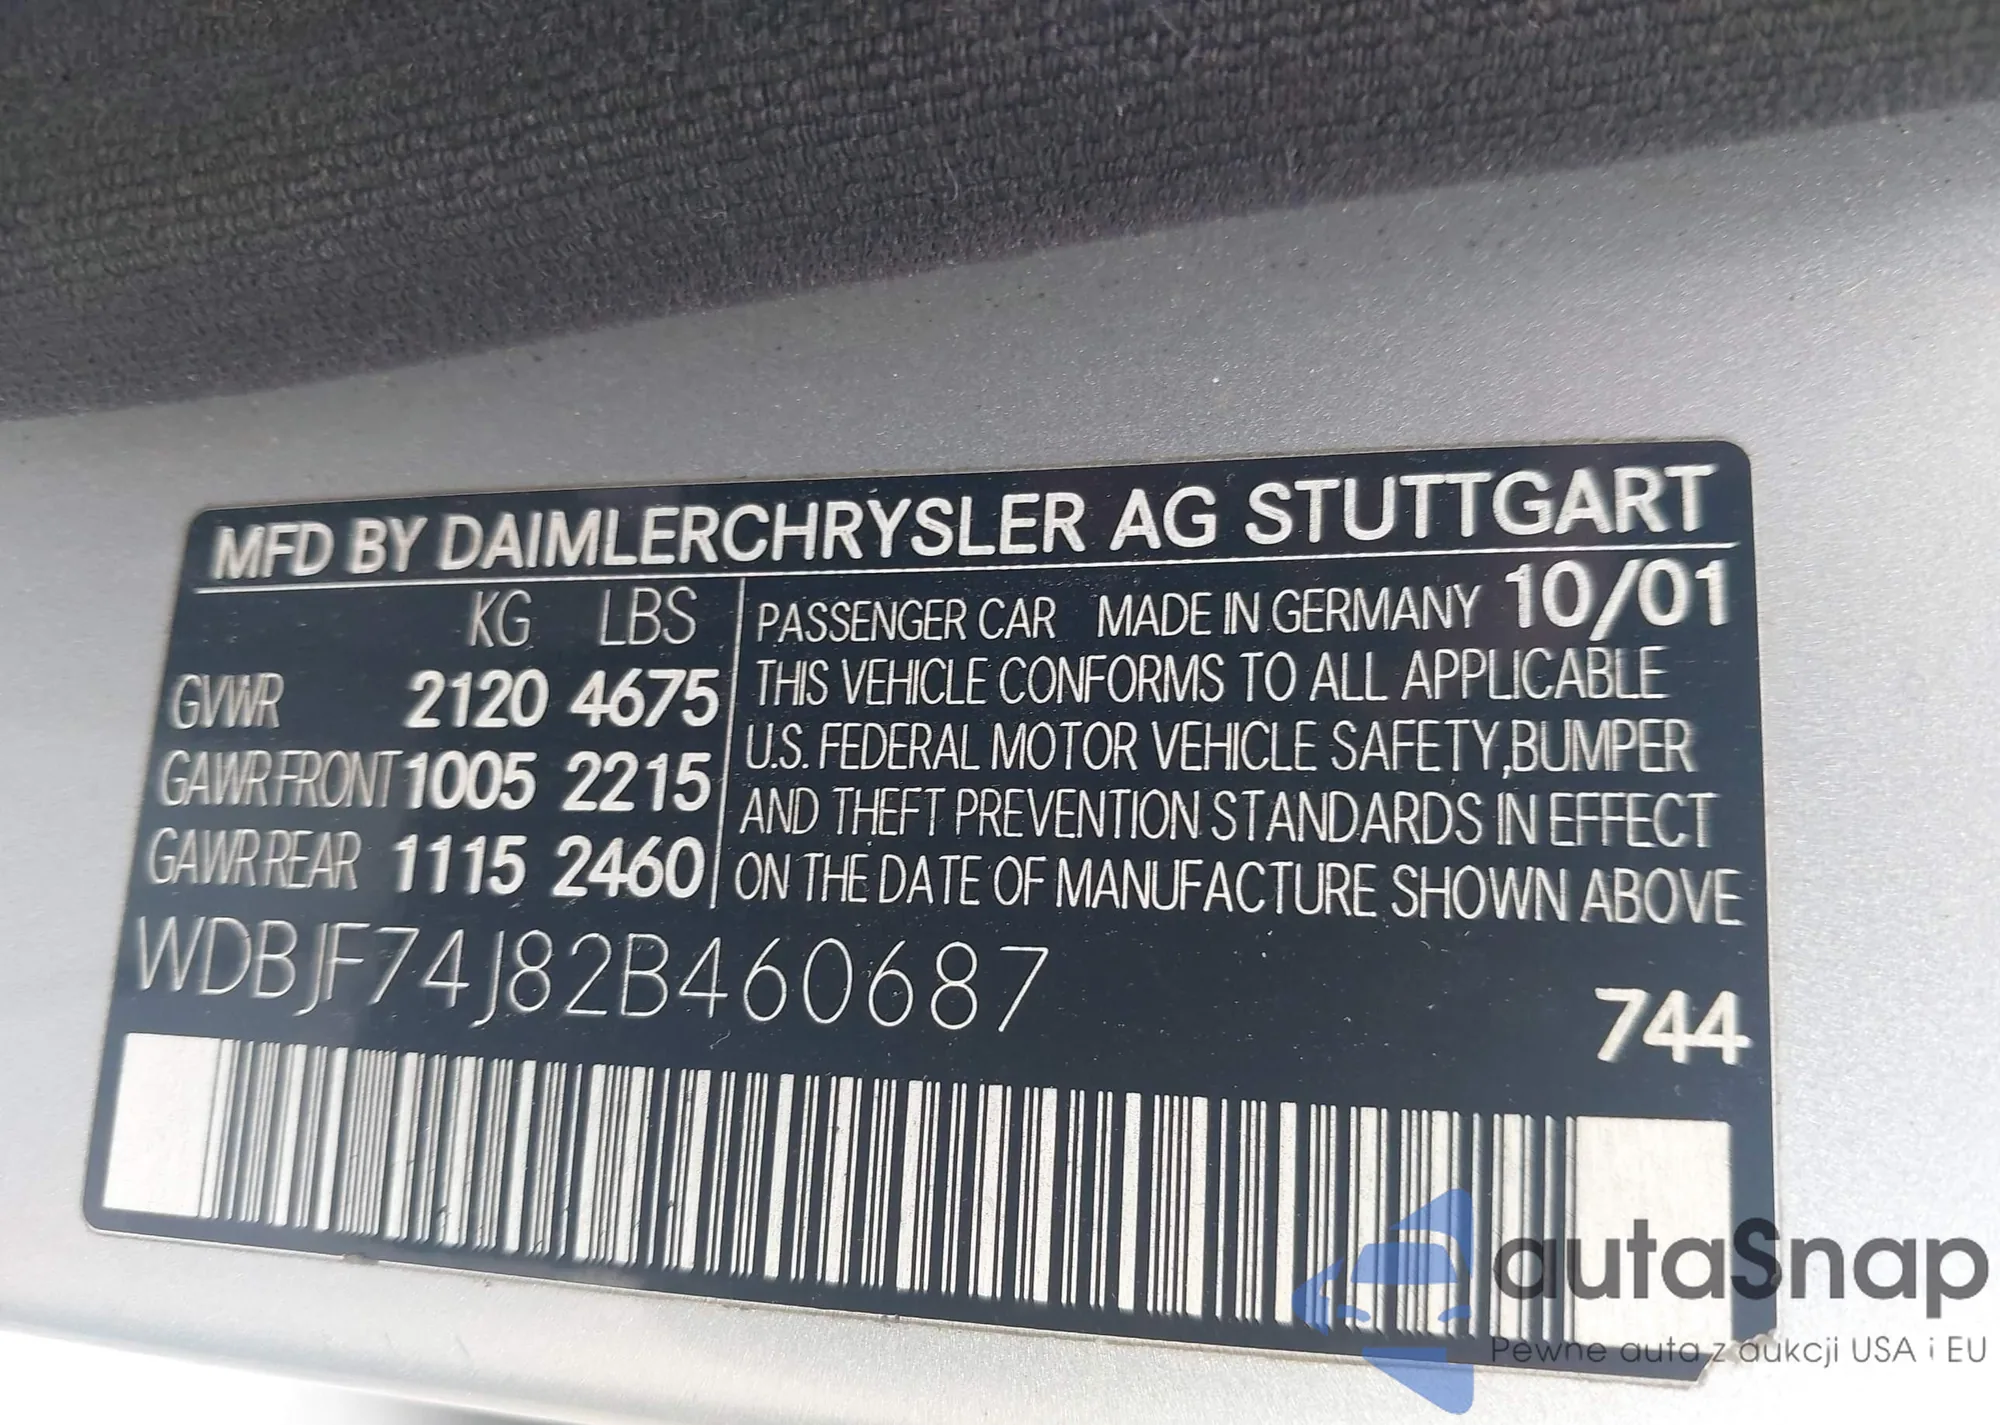 MFD BY DAIMLERCHRYSLER AG STUTTGART
KG LBS
GVWR 2120 4675
GAWR FRONT 1005 2215
GAWR REAR 1115 2460
PASSENGER CAR MADE IN GERMANY 10/01
THIS VEHICLE CONFORMS TO ALL APPLICABLE
U.S. FEDERAL MOTOR VEHICLE SAFETY, BUMPER
AND THEFT PREVENTION STANDARDS IN EFFECT
ON THE DATE OF MANUFACTURE SHOWN ABOVE
WDBJF74J82B460687
744
autaSnap
Pewne auta z aukcji USA i EU